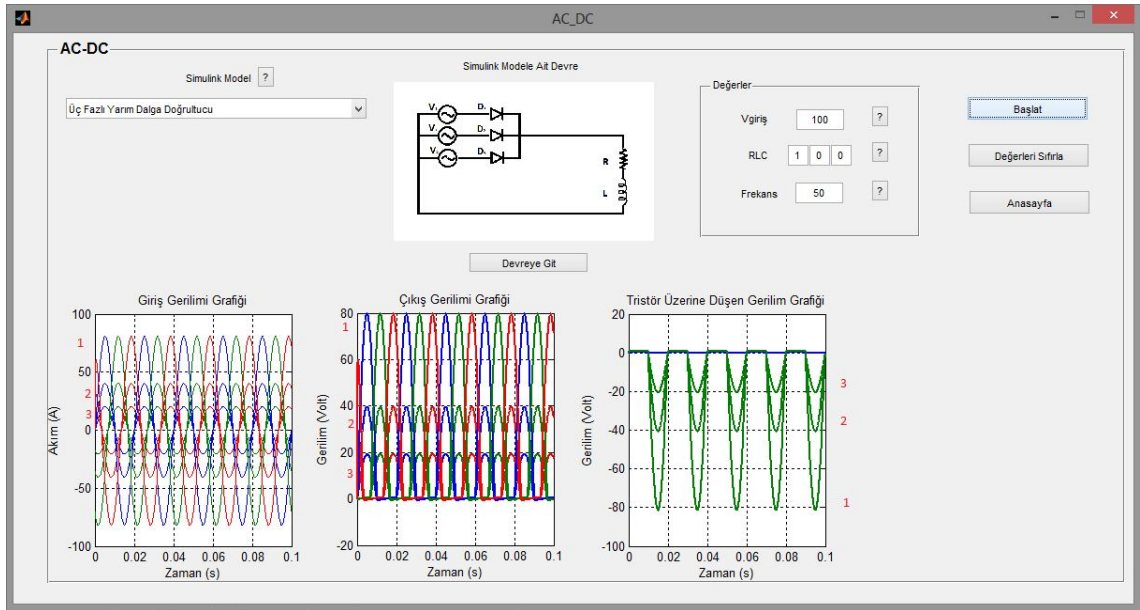 AC_DC
AC-DC
Simulink Model ?
Üç Fazlı Yarım Dalga Doğrultucu
Simulink Modele Ait Devre
R
L
Devreye Git
Değerler
Vgiriş 100 ?
RLC 1 0 0 ?
Frekans 50 ?
Başlat
Değerleri Sıfırla
Anasayfa
Giriş Gerilimi Grafiği
100
50
0
-50
-100
1
2
3
Akım (A)
0 0.02 0.04 0.06 0.08 0.1
Zaman (s)
Çıkış Gerilimi Grafiği
80
60
40
20
0
-20
1
2
3
Gerilim (Volt)
0 0.02 0.04 0.06 0.08 0.1
Zaman (s)
Tristör Üzerine Düşen Gerilim Grafiği
20
0
-20
-40
-60
-80
-100
3
2
1
Gerilim (Volt)
0 0.02 0.04 0.06 0.08 0.1
Zaman (s)